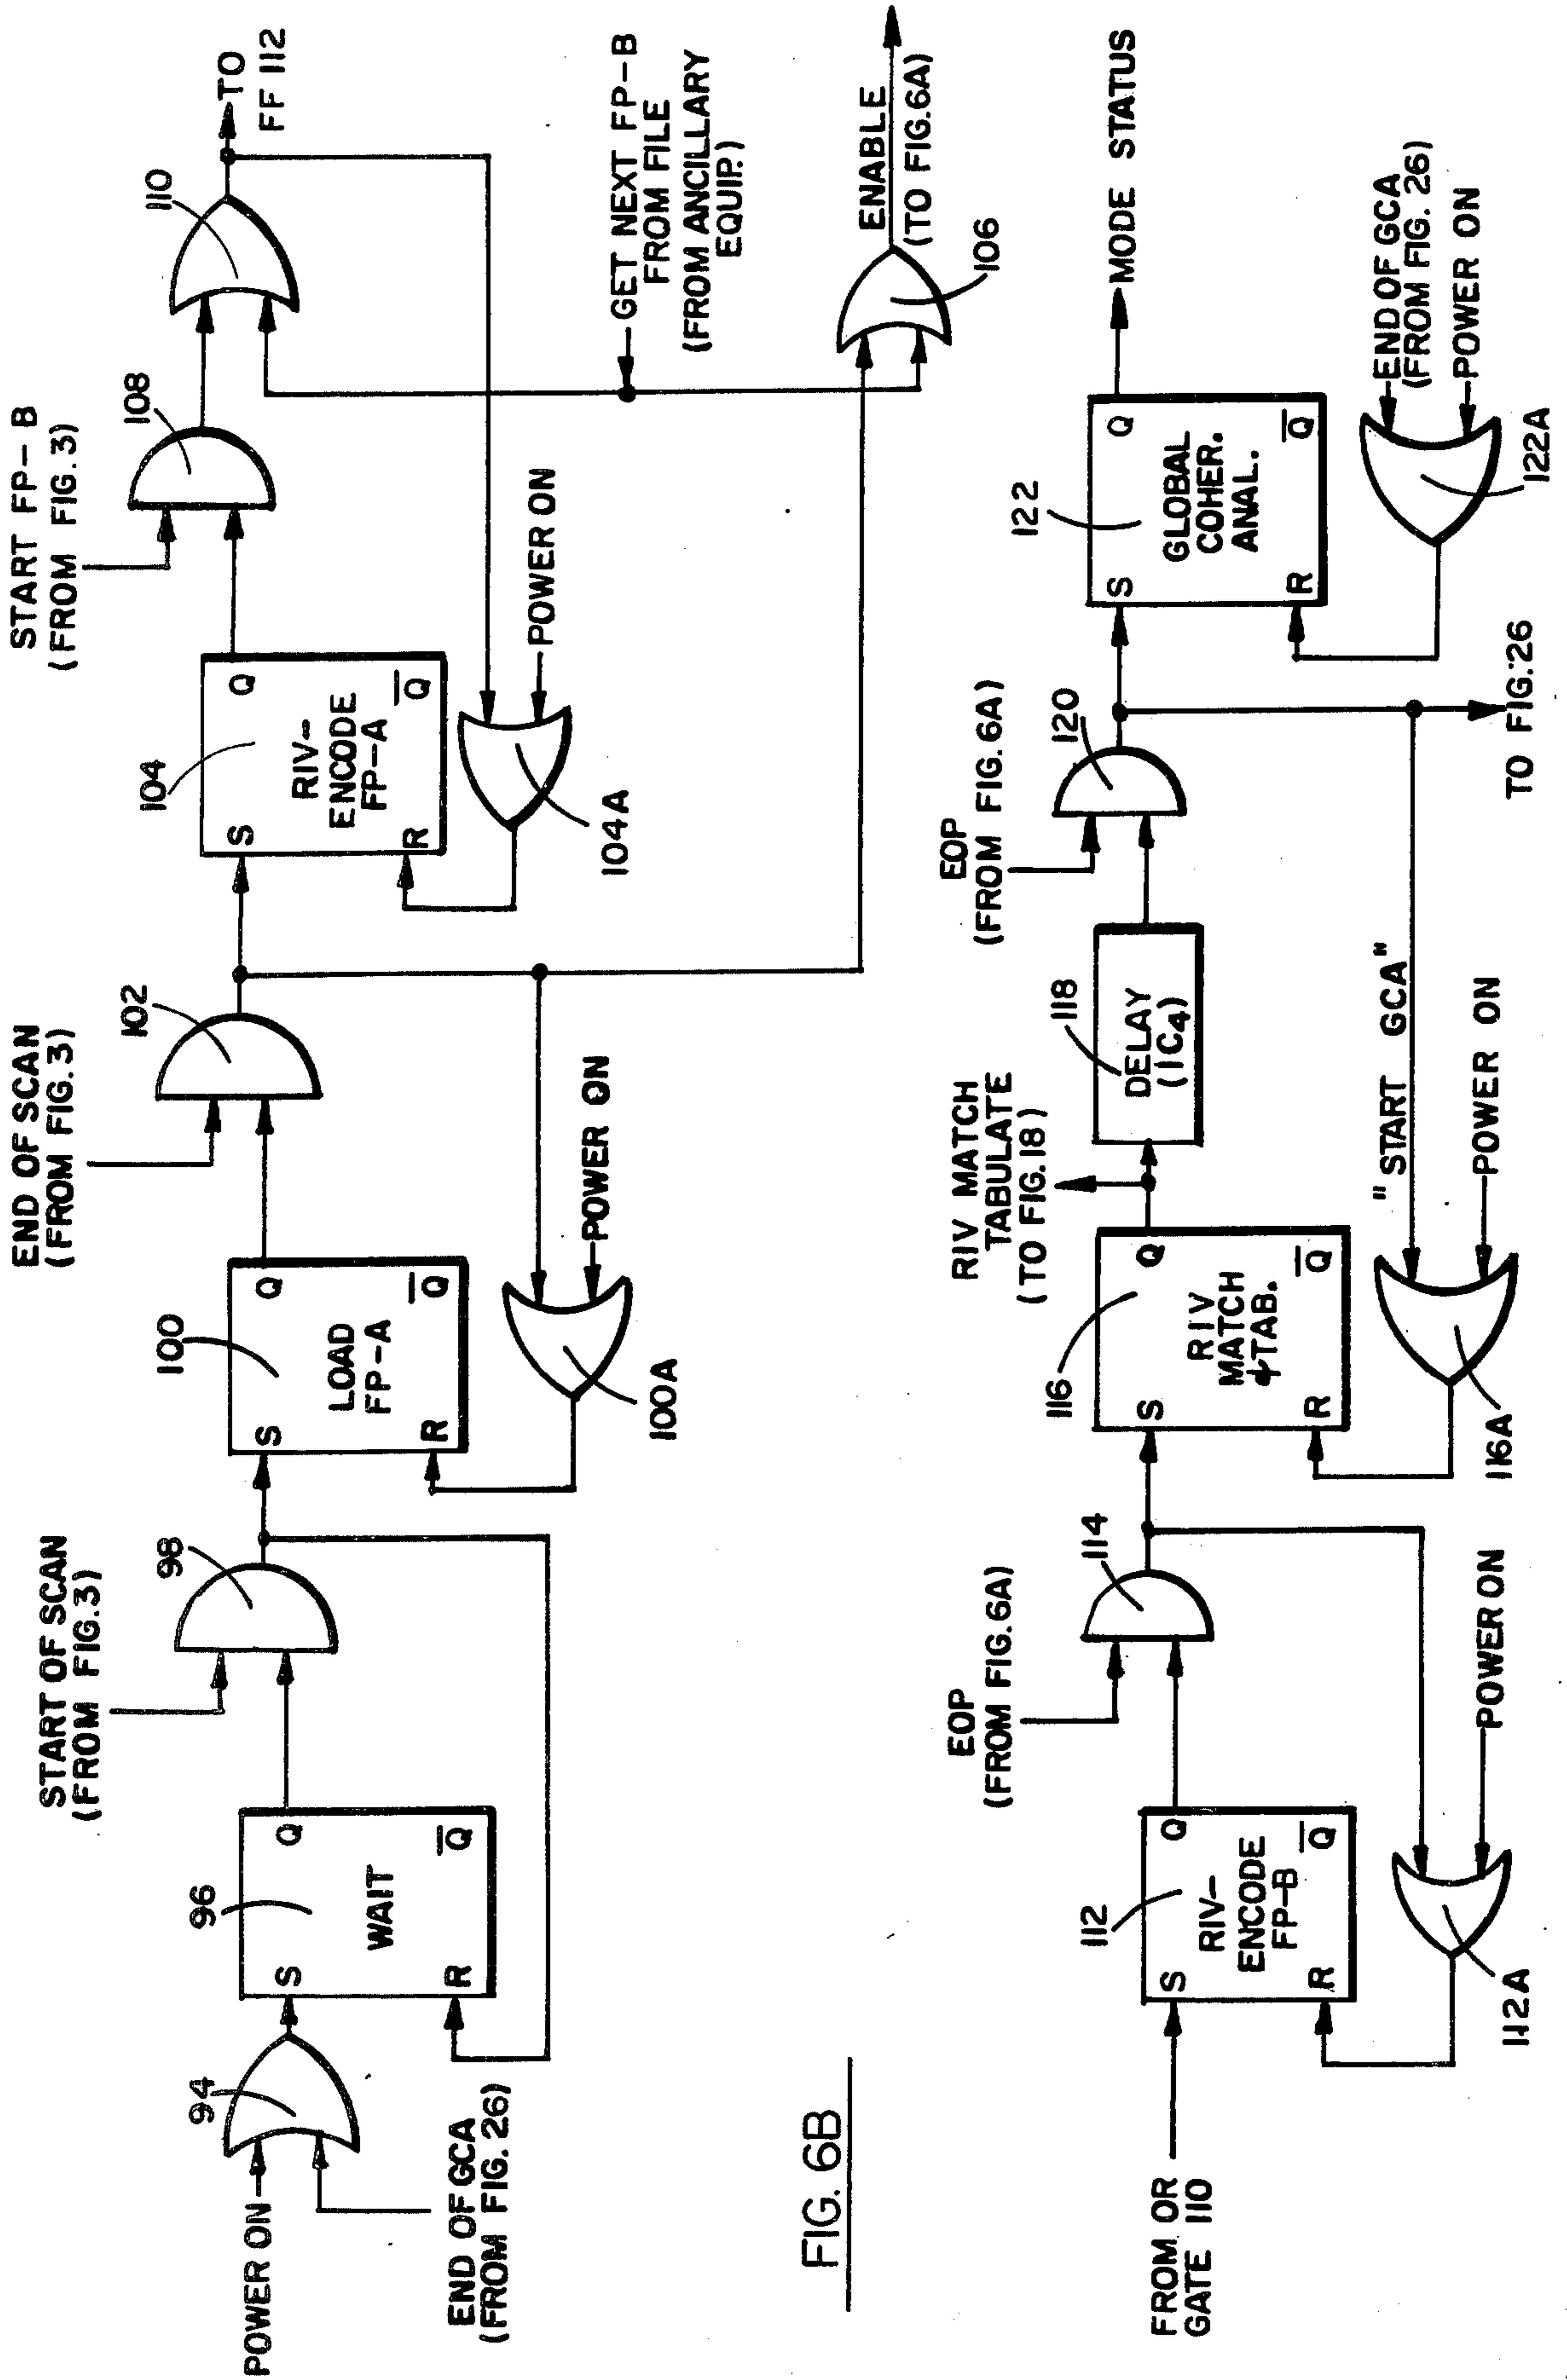 POWER ON
END OF GCA
(FROM FIG. 26)
94
96
S
Q
WAIT
R
Q
START OF SCAN
(FROM FIG.3)
98
100
S
Q
LOAD
FP-A
R
Q
100A
POWER ON
END OF SCAN
(FROM FIG.3)
102
104
S
Q
RIV-
ENCODE
FP-A
R
Q
104A
POWER ON
START FP-B
(FROM FIG.3)
108
110
TO
FF 112
GET NEXT FP-B
FROM FILE
(FROM ANCILLARY
EQUIP.)
ENABLE
(TO FIG.6A)
106
FIG. 6B
FROM OR
GATE 110
112
S
Q
RIV-
ENCODE
FP-B
R
Q
112A
POWER ON
EOP
(FROM FIG.6A)
114
116
S
Q
RIV
MATCH
&TAB.
R
Q
116A
POWER ON
"START GCA"
RIV MATCH
TABULATE
(TO FIG.18)
118
DELAY
(1C4)
EOP
(FROM FIG.6A)
120
TO FIG.26
122
S
Q
GLOBAL
COHER.
ANAL.
R
Q
MODE STATUS
END OF GCA
(FROM FIG. 26)
POWER ON
122A